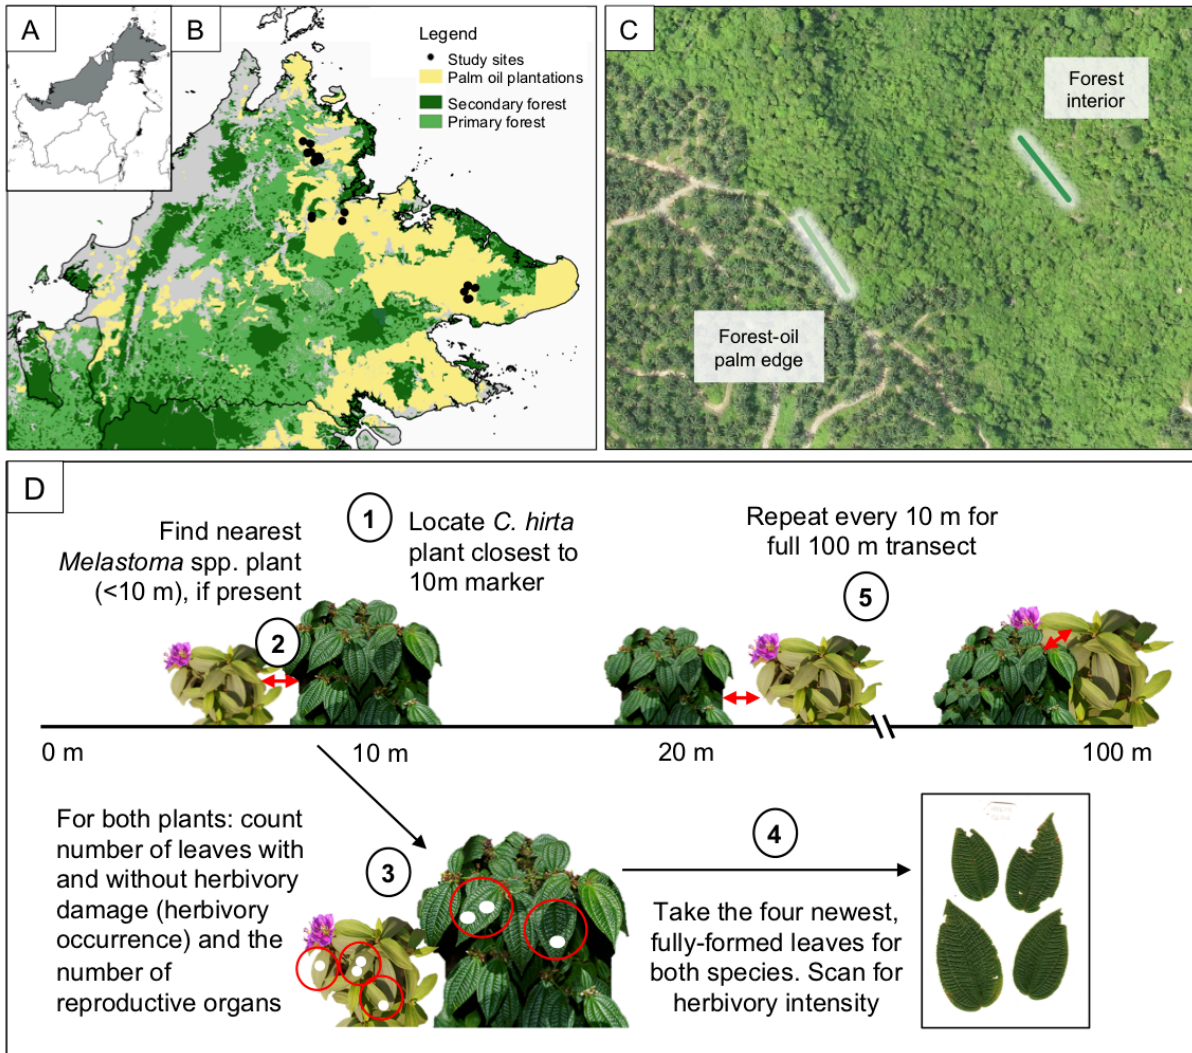 A
B
Legend
Study sites
Palm oil plantations
Secondary forest
Primary forest
C
Forest
interior
Forest-oil
palm edge
D
1
Locate C. hirta
plant closest to
10m marker
Find nearest
Melastoma spp. plant
(<10 m), if present
2
Repeat every 10 m for
full 100 m transect
5
0 m
10 m
20 m
100 m
For both plants: count
number of leaves with
and without herbivory
damage (herbivory
occurrence) and the
number of
reproductive organs
3
4
Take the four newest,
fully-formed leaves for
both species. Scan for
herbivory intensity